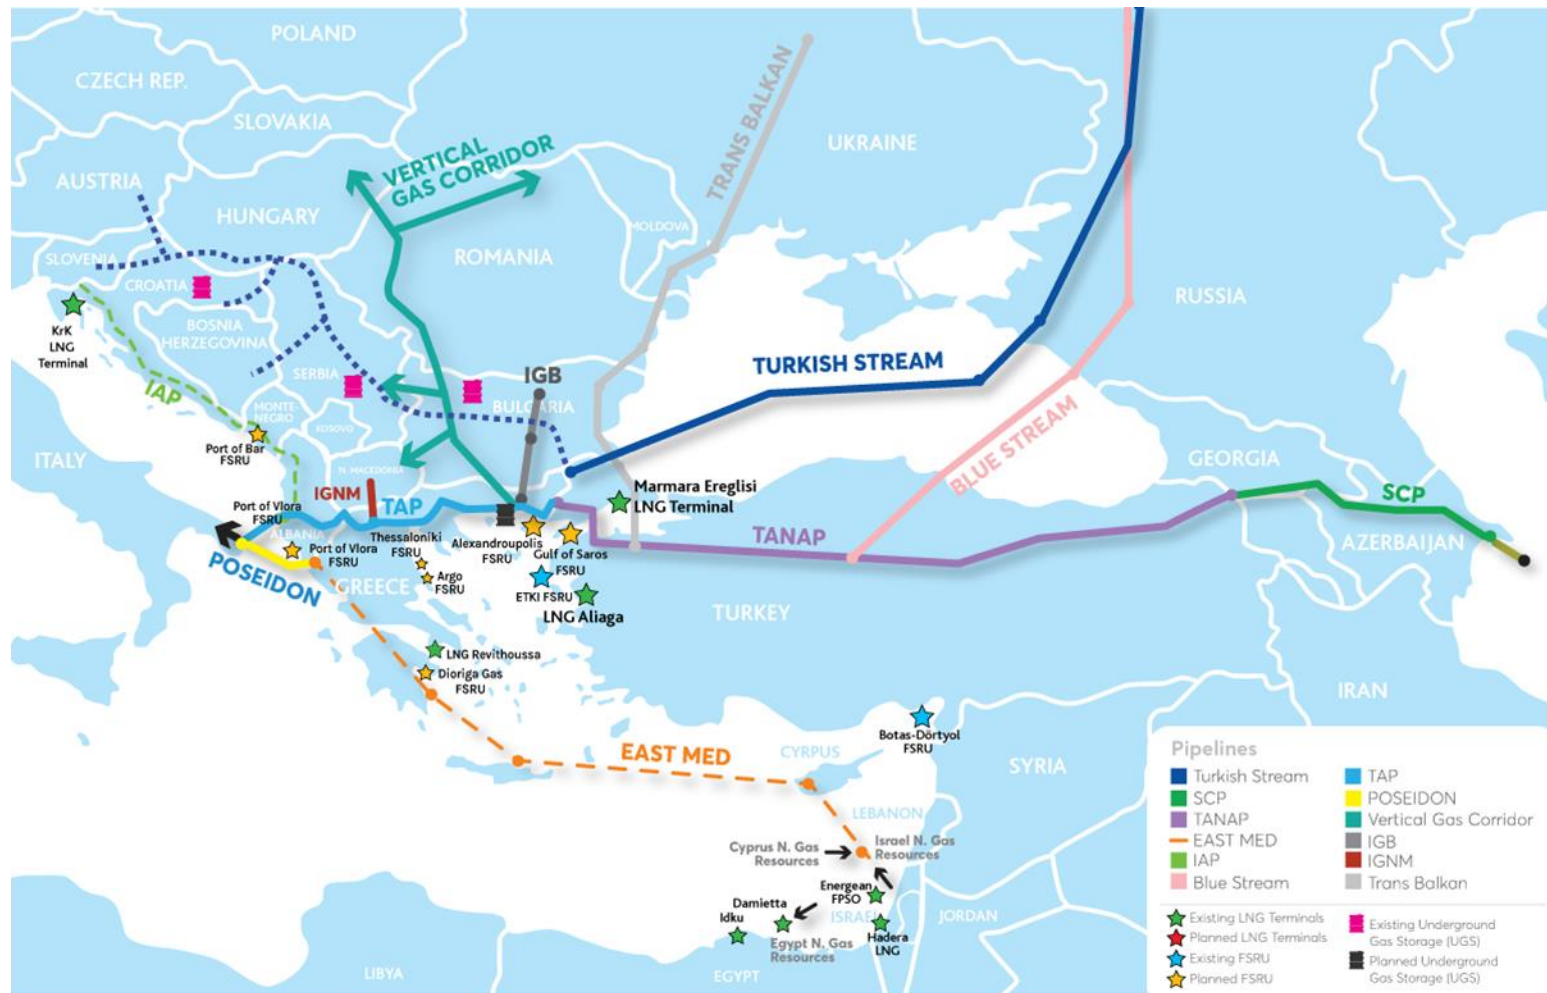 POLAND
CZECH REP.
SLOVAKIA
AUSTRIA
HUNGARY
VERTICAL
GAS CORRIDOR
TRANS BALKAN
UKRAINE
MOLDOVA
ROMANIA
SLOVENIA
CROATIA
KrK
LNG
Terminal
BOSNIA
HERZEGOVINA
SERBIA
RUSSIA
TURKISH STREAM
IGB
BULGARIA
IAP
MONTE-
NEGRO
KOSOVO
Port of Bar
FSRU
ITALY
N. MACEDONIA
IGNM
TAP
BLUE STREAM
GEORGIA
SCP
AZERBAIJAN
Marmara Ereglisi
LNG Terminal
TANAP
Port of Vlora
FSRU
ALBANIA
Port of Vlora
FSRU
POSEIDON
GREECE
Thessaloniki
FSRU
Argo
FSRU
Alexandroupolis
FSRU
Gulf of Saros
FSRU
ETKI FSRU
LNG Aliaga
TURKEY
LNG Revithoussa
Dioriga Gas
FSRU
IRAN
Botas-Dörtyol
FSRU
EAST MED
CYRPUS
SYRIA
LEBANON
Cyprus N. Gas
Resources
Israel N. Gas
Resources
Energean
FPSO
ISRAEL
JORDAN
Damietta
Idku
Hadera
LNG
Egypt N. Gas
Resources
LIBYA
EGYPT
Pipelines
Turkish Stream
SCP
TANAP
EAST MED
IAP
Blue Stream
TAP
POSEIDON
Vertical Gas Corridor
IGB
IGNM
Trans Balkan
Existing LNG Terminals
Planned LNG Terminals
Existing FSRU
Planned FSRU
Existing Underground
Gas Storage (UGS)
Planned Underground
Gas Storage (UGS)